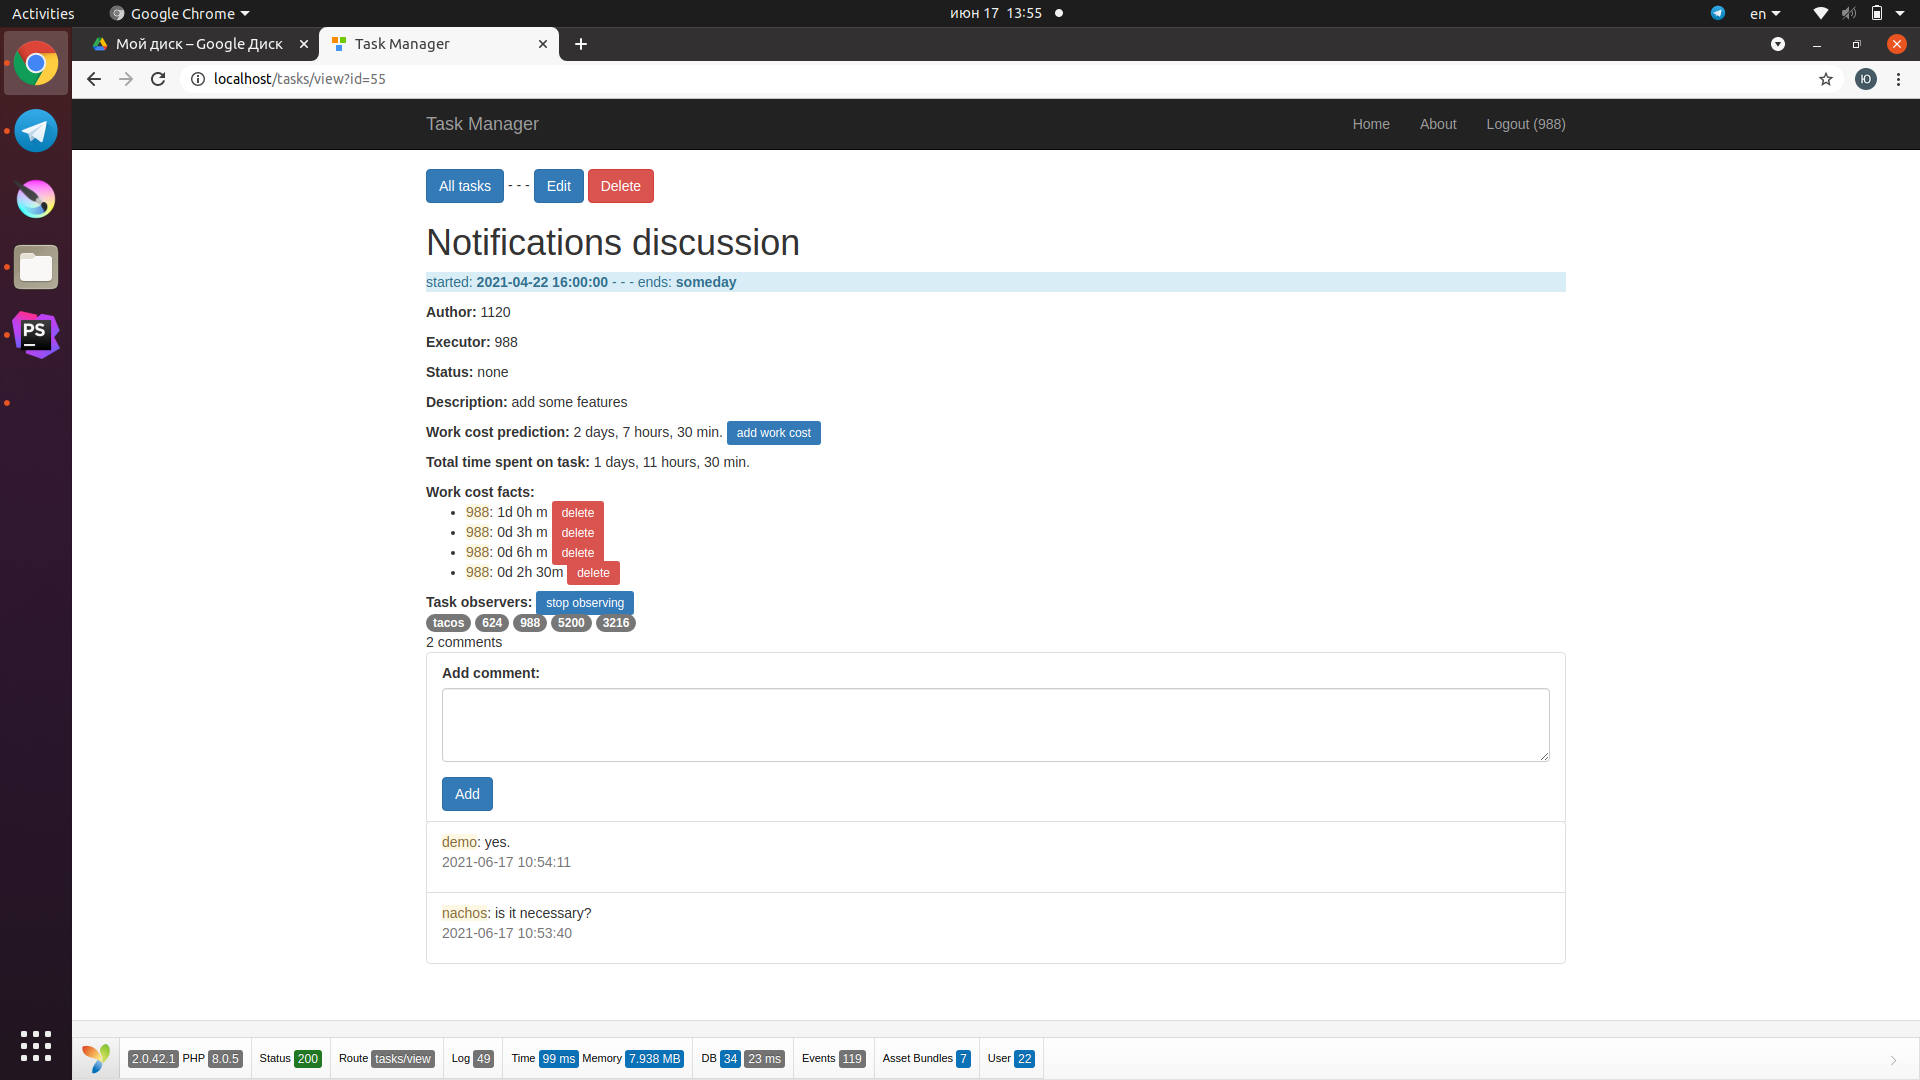 Activities Google Chrome июн 17 13:55 en
Мой диск – Google Диск Task Manager
localhost/tasks/view?id=55 Ю
Task Manager Home About Logout (988)
All tasks - - - Edit Delete
Notifications discussion
started: 2021-04-22 16:00:00 - - - ends: someday
Author: 1120
Executor: 988
PS
Status: none
Description: add some features
Work cost prediction: 2 days, 7 hours, 30 min. add work cost
Total time spent on task: 1 days, 11 hours, 30 min.
Work cost facts:
• 988: 1d 0h m delete
• 988: 0d 3h m delete
• 988: 0d 6h m delete
• 988: 0d 2h 30m delete
Task observers: stop observing
tacos 624 988 5200 3216
2 comments
Add comment:
Add
demo: yes.
2021-06-17 10:54:11
nachos: is it necessary?
2021-06-17 10:53:40
2.0.42.1 PHP 8.0.5 Status 200 Route tasks/view Log 49 Time 99 ms Memory 7.938 MB DB 34 23 ms Events 119 Asset Bundles 7 User 22